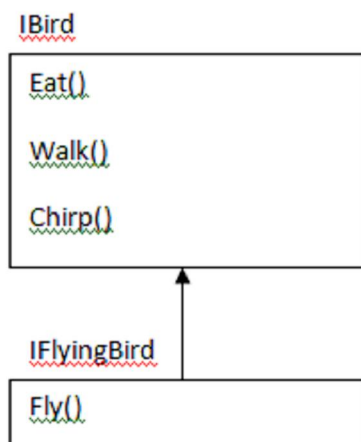 IBird
Eat()
Walk()
Chirp()
IFlyingBird
Fly()